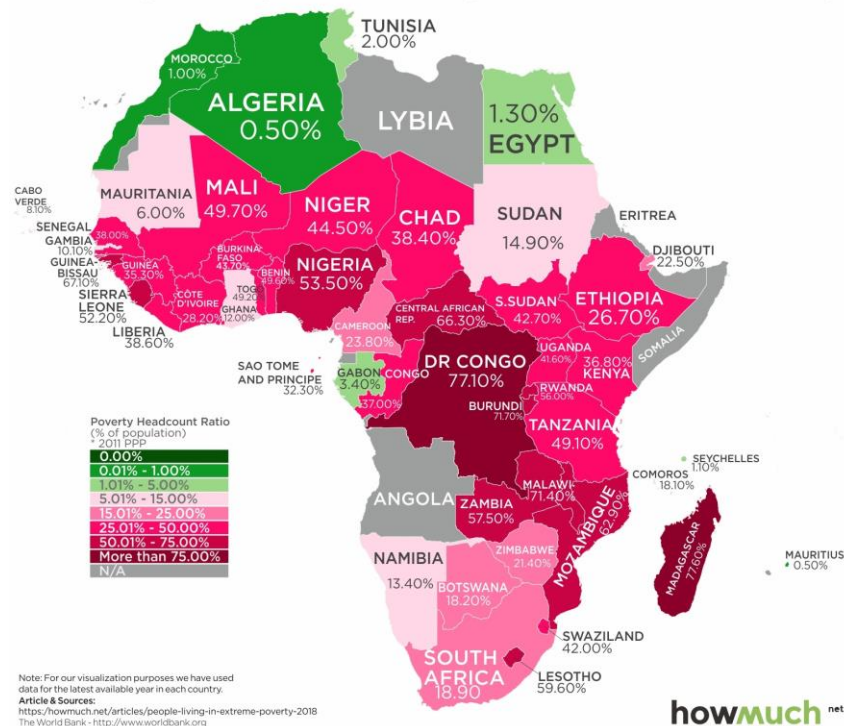 TUNISIA
2.00%
MOROCCO
1.00%
ALGERIA
0.50%
LYBIA
1.30%
EGYPT
CABO
VERDE
8.10%
MAURITANIA
6.00%
MALI
49.70%
NIGER
44.50%
CHAD
38.40%
SUDAN
14.90%
ERITREA
DJIBOUTI
22.50%
SENEGAL
38.00%
GAMBIA
10.10%
GUINEA-
BISSAU
67.10%
GUINEA
35.30%
SIERRA
LEONE
52.20%
LIBERIA
38.60%
CÔTE
D'IVOIRE
28.20%
BURKINA
FASO
43.70%
TOGO
49.20%
GHANA
12.00%
BENIN
49.60%
NIGERIA
53.50%
CAMEROON
23.80%
CENTRAL AFRICAN
REP.
66.30%
S.SUDAN
42.70%
ETHIOPIA
26.70%
SOMALIA
SAO TOME
AND PRINCIPE
32.30%
GABON
3.40%
CONGO
37.00%
DR CONGO
77.10%
UGANDA
41.60%
36.80%
KENYA
RWANDA
56.00%
BURUNDI
71.70%
TANZANIA
49.10%
SEYCHELLES
1.10%
COMOROS
18.10%
ANGOLA
ZAMBIA
57.50%
MALAWI
71.40%
MOZAMBIQUE
62.90%
MADAGASCAR
77.60%
MAURITIUS
0.50%
NAMIBIA
13.40%
ZIMBABWE
21.40%
BOTSWANA
18.20%
SOUTH
AFRICA
18.90
SWAZILAND
42.00%
LESOTHO
59.60%
Poverty Headcount Ratio
(% of population)
* 2011 PPP
0.00%
0.01% - 1.00%
1.01% - 5.00%
5.01% - 15.00%
15.01% - 25.00%
25.01% - 50.00%
50.01% - 75.00%
More than 75.00%
N/A
Note: For our visualization purposes we have used
data for the latest available year in each country.
Article & Sources:
https://howmuch.net/articles/people-living-in-extreme-poverty-2018
The World Bank - http://www.worldbank.org
howmuch net